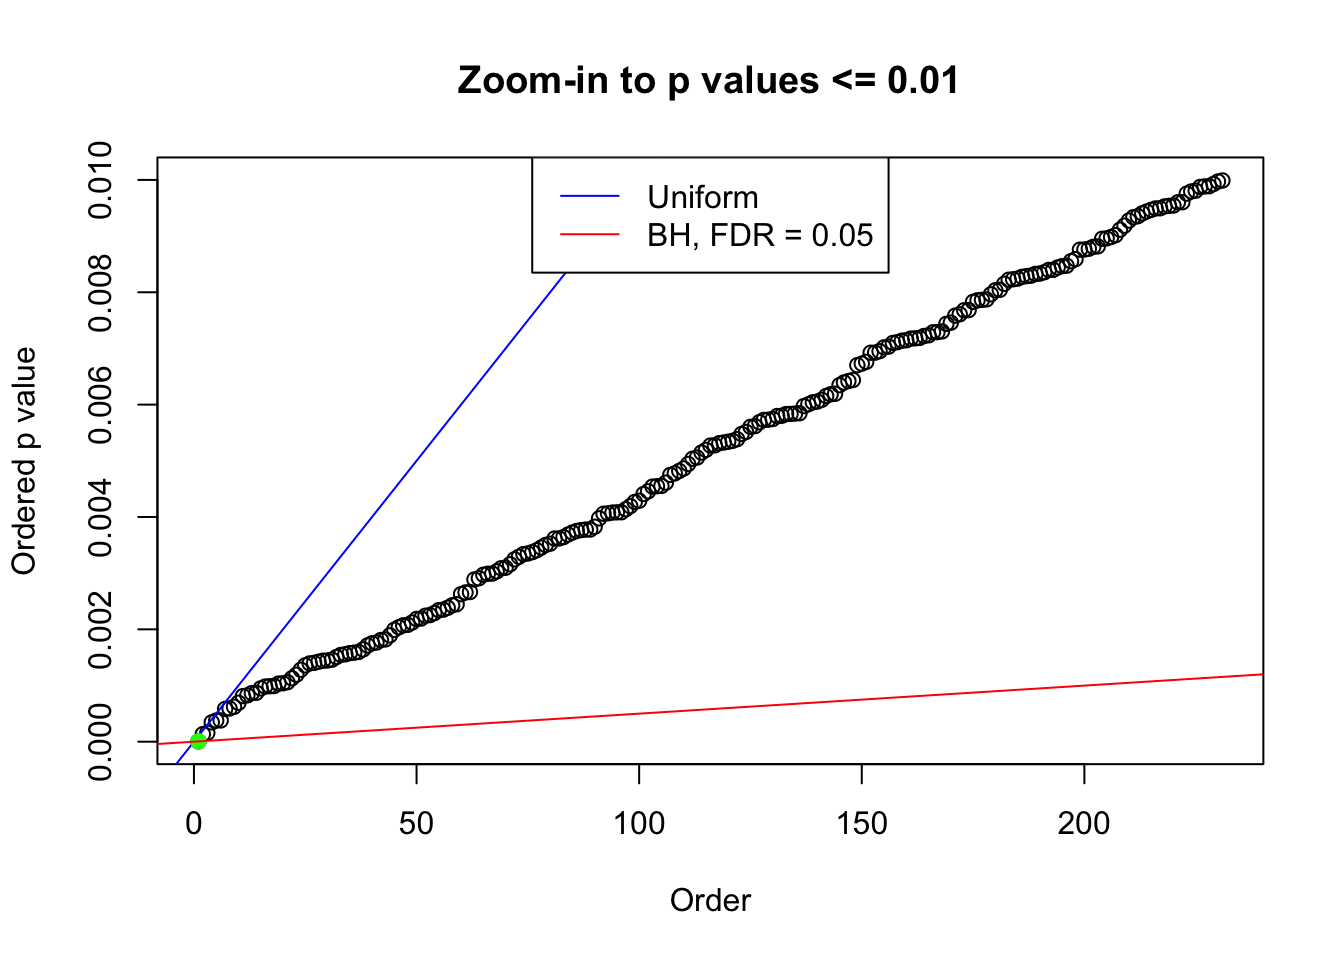 Zoom-in to p values <= 0.01
Uniform
BH, FDR = 0.05
Ordered p value
0.010
0.008
0.006
0.004
0.002
0.000
0 50 100 150 200
Order